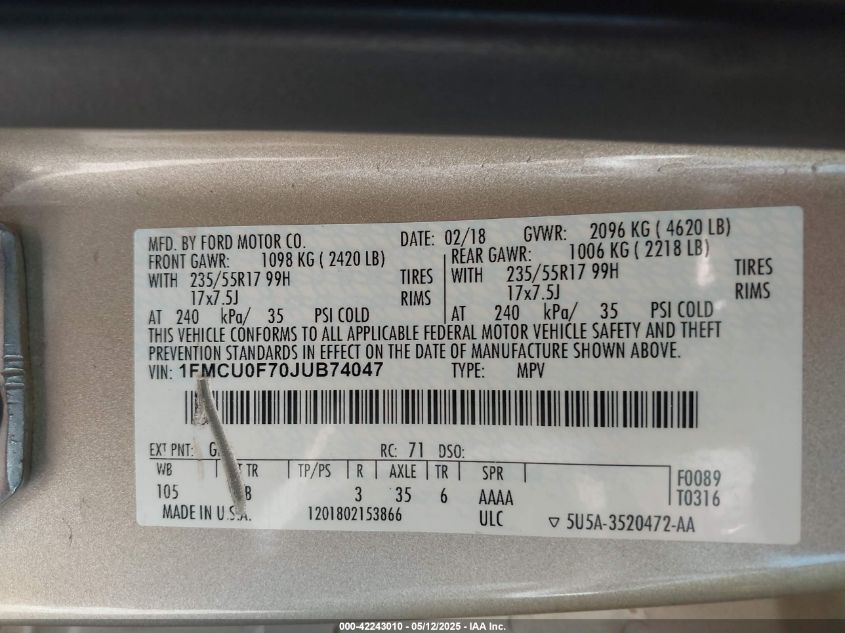 MFD. BY FORD MOTOR CO. DATE: 02/18 GVWR: 2096 KG ( 4620 LB)
FRONT GAWR: 1098 KG ( 2420 LB) REAR GAWR: 1006 KG ( 2218 LB)
WITH 235/55R17 99H TIRES WITH 235/55R17 99H TIRES
17x7.5J RIMS 17x7.5J RIMS
AT 240 kPa/ 35 PSI COLD AT 240 kPa/ 35 PSI COLD
THIS VEHICLE CONFORMS TO ALL APPLICABLE FEDERAL MOTOR VEHICLE SAFETY AND THEFT
PREVENTION STANDARDS IN EFFECT ON THE DATE OF MANUFACTURE SHOWN ABOVE.
VIN: 1FMCU0F70JUB74047 TYPE: MPV
EXT PNT: RC: 71 DSO:
WB TR TP/PS R AXLE TR SPR F0089
105 B 3 35 6 AAAA T0316
MADE IN U.S.A. 1201802153866 ULC ▽ 5U5A-3520472-AA
000-42243010 - 05/12/2025 - IAA Inc.